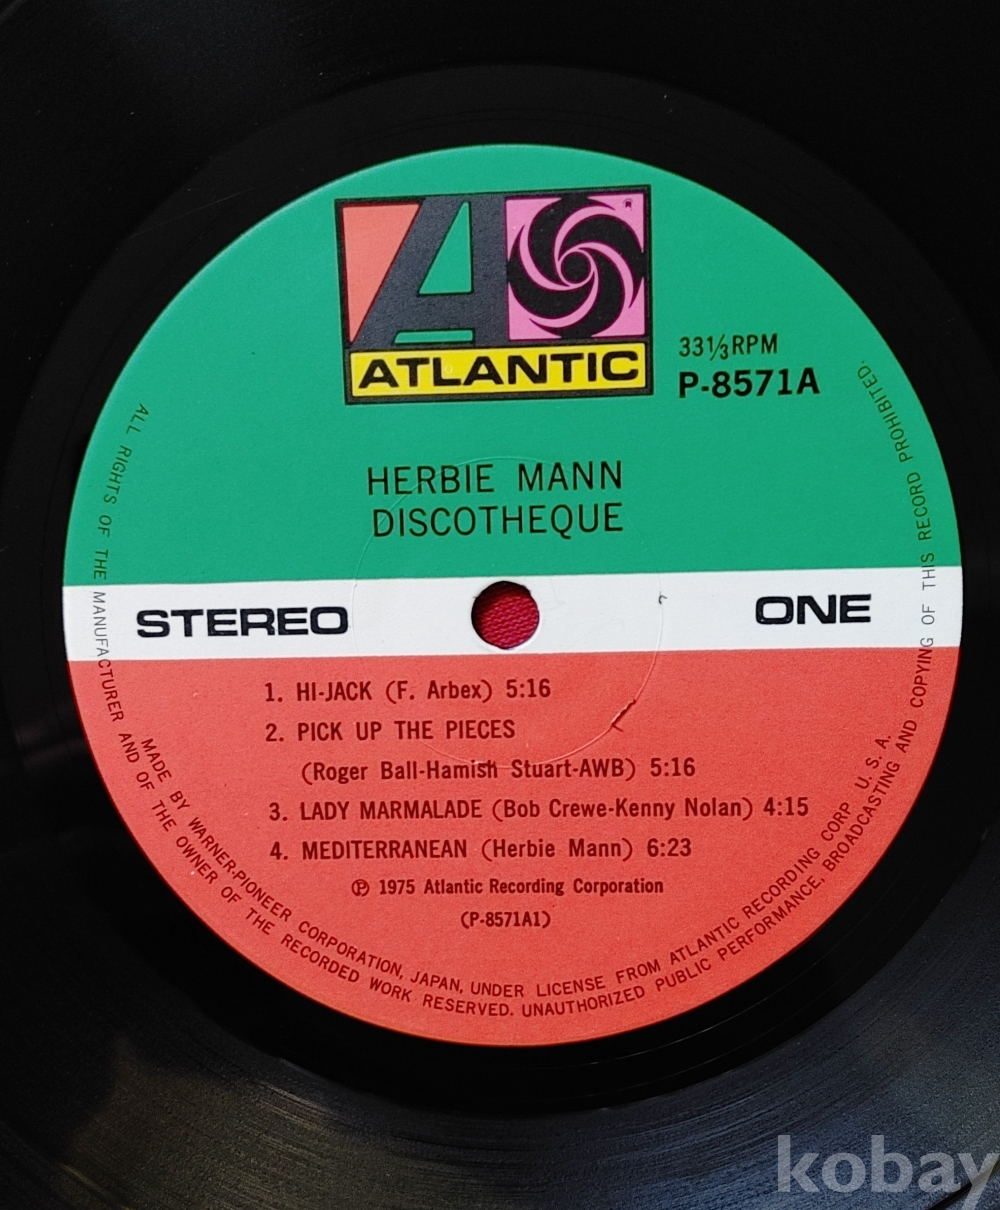 ATLANTIC
33⅓RPM
P-8571A
HERBIE MANN
DISCOTHEQUE
STEREO
ONE
1. HI-JACK (F. Arbex) 5:16
2. PICK UP THE PIECES
(Roger Ball-Hamish Stuart-AWB) 5:16
3. LADY MARMALADE (Bob Crewe-Kenny Nolan) 4:15
4. MEDITERRANEAN (Herbie Mann) 6:23
Ⓟ 1975 Atlantic Recording Corporation
(P-8571A1)
MADE BY WARNER-PIONEER CORPORATION, JAPAN, UNDER LICENSE FROM ATLANTIC RECORDING CORP. U. S. A.
ALL RIGHTS OF THE MANUFACTURER AND OF THE OWNER OF THE RECORDED WORK RESERVED. UNAUTHORIZED PUBLIC PERFORMANCE, BROADCASTING AND COPYING OF THIS RECORD PROHIBITED.
kobay